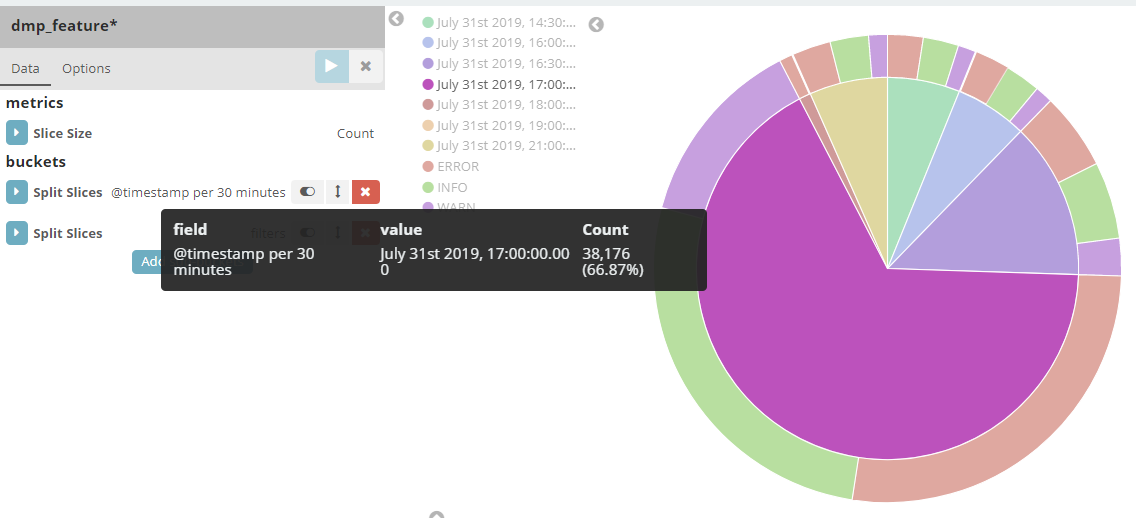 dmp_feature*
Data Options
metrics
Slice Size Count
buckets
Split Slices @timestamp per 30 minutes
Split Slices filters
Add
July 31st 2019, 14:30:...
July 31st 2019, 16:00:...
July 31st 2019, 16:30:...
July 31st 2019, 17:00:...
July 31st 2019, 18:00:...
July 31st 2019, 19:00:...
July 31st 2019, 21:00:...
ERROR
INFO
WARN
field value Count
@timestamp per 30 July 31st 2019, 17:00:00.00 38,176
minutes 0 (66.87%)